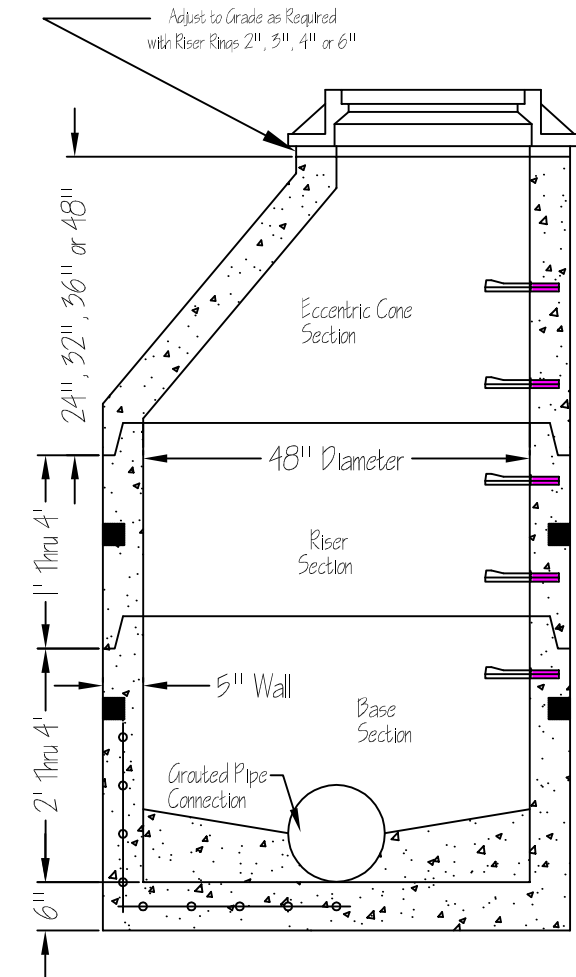 Adjust to Grade as Required
with Riser Rings 2", 3", 4" or 6"
24", 32", 36" or 48"
Eccentric Cone
Section
48" Diameter
1' Thru 4'
Riser
Section
5" Wall
Base
Section
2' Thru 4'
Grouted Pipe
Connection
6"